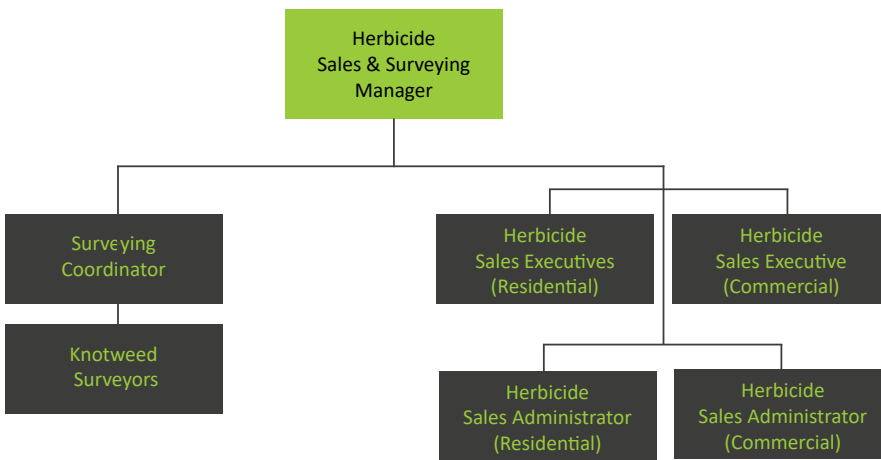 Herbicide
Sales & Surveying
Manager
Surveying
Coordinator
Herbicide
Sales Executives
(Residential)
Herbicide
Sales Executive
(Commercial)
Knotweed
Surveyors
Herbicide
Sales Administrator
(Residential)
Herbicide
Sales Administrator
(Commercial)